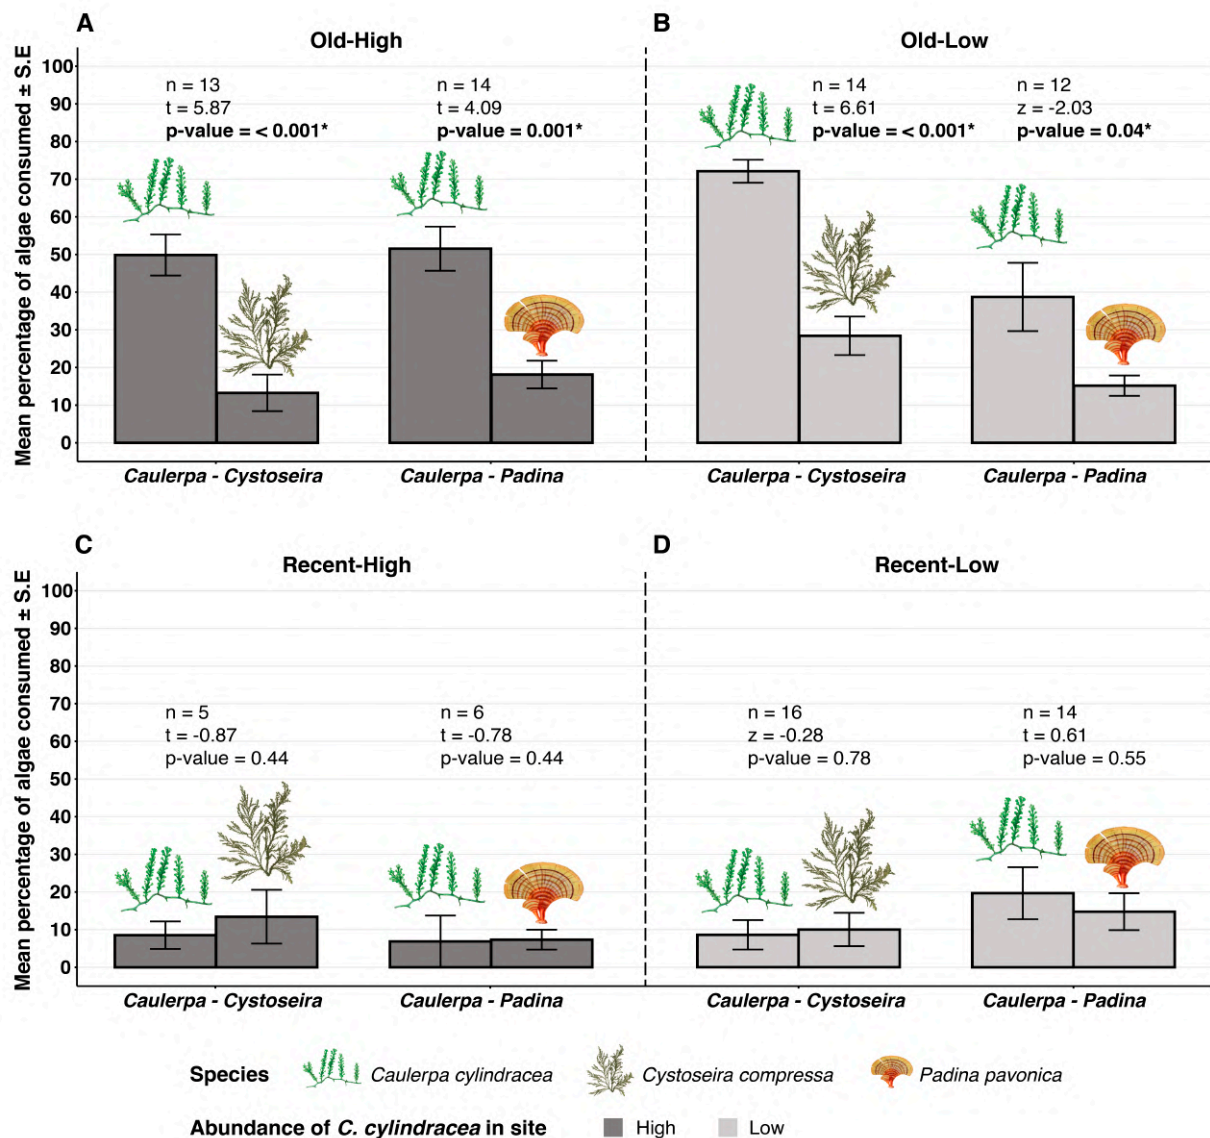 A
Old-High
Mean percentage of algae consumed ± S.E
100
90
80
70
60
50
40
30
20
10
0
n = 13
t = 5.87
p-value = < 0.001*
n = 14
t = 4.09
p-value = 0.001*
Caulerpa - Cystoseira
Caulerpa - Padina
B
Old-Low
n = 14
t = 6.61
p-value = < 0.001*
n = 12
z = -2.03
p-value = 0.04*
Caulerpa - Cystoseira
Caulerpa - Padina
C
Recent-High
Mean percentage of algae consumed ± S.E
100
90
80
70
60
50
40
30
20
10
0
n = 5
t = -0.87
p-value = 0.44
n = 6
t = -0.78
p-value = 0.44
Caulerpa - Cystoseira
Caulerpa - Padina
D
Recent-Low
n = 16
z = -0.28
p-value = 0.78
n = 14
t = 0.61
p-value = 0.55
Caulerpa - Cystoseira
Caulerpa - Padina
Species Caulerpa cylindracea Cystoseira compressa Padina pavonica
Abundance of C. cylindracea in site High Low